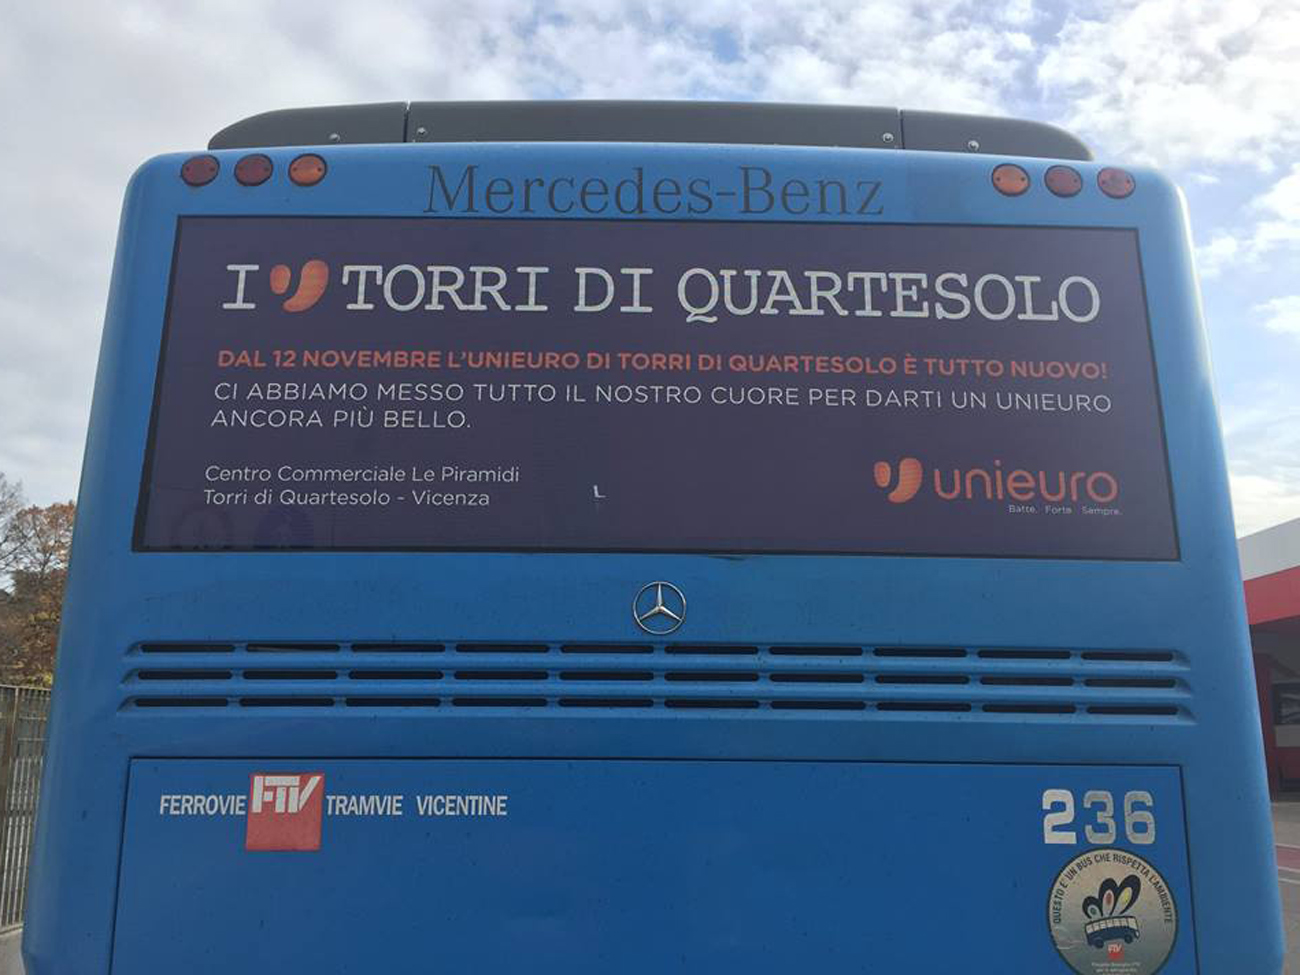 Mercedes-Benz
I TORRI DI QUARTESOLO
DAL 12 NOVEMBRE L'UNIEURO DI TORRI DI QUARTESOLO È TUTTO NUOVO!
CI ABBIAMO MESSO TUTTO IL NOSTRO CUORE PER DARTI UN UNIEURO
ANCORA PIÙ BELLO.
Centro Commerciale Le Piramidi
Torri di Quartesolo - Vicenza
unieuro
Batte. Forte. Sempre.
FERROVIE FTV TRAMVIE VICENTINE
236
QUESTO E' UN BUS CHE RISPETTA L'AMBIENTE
FTV